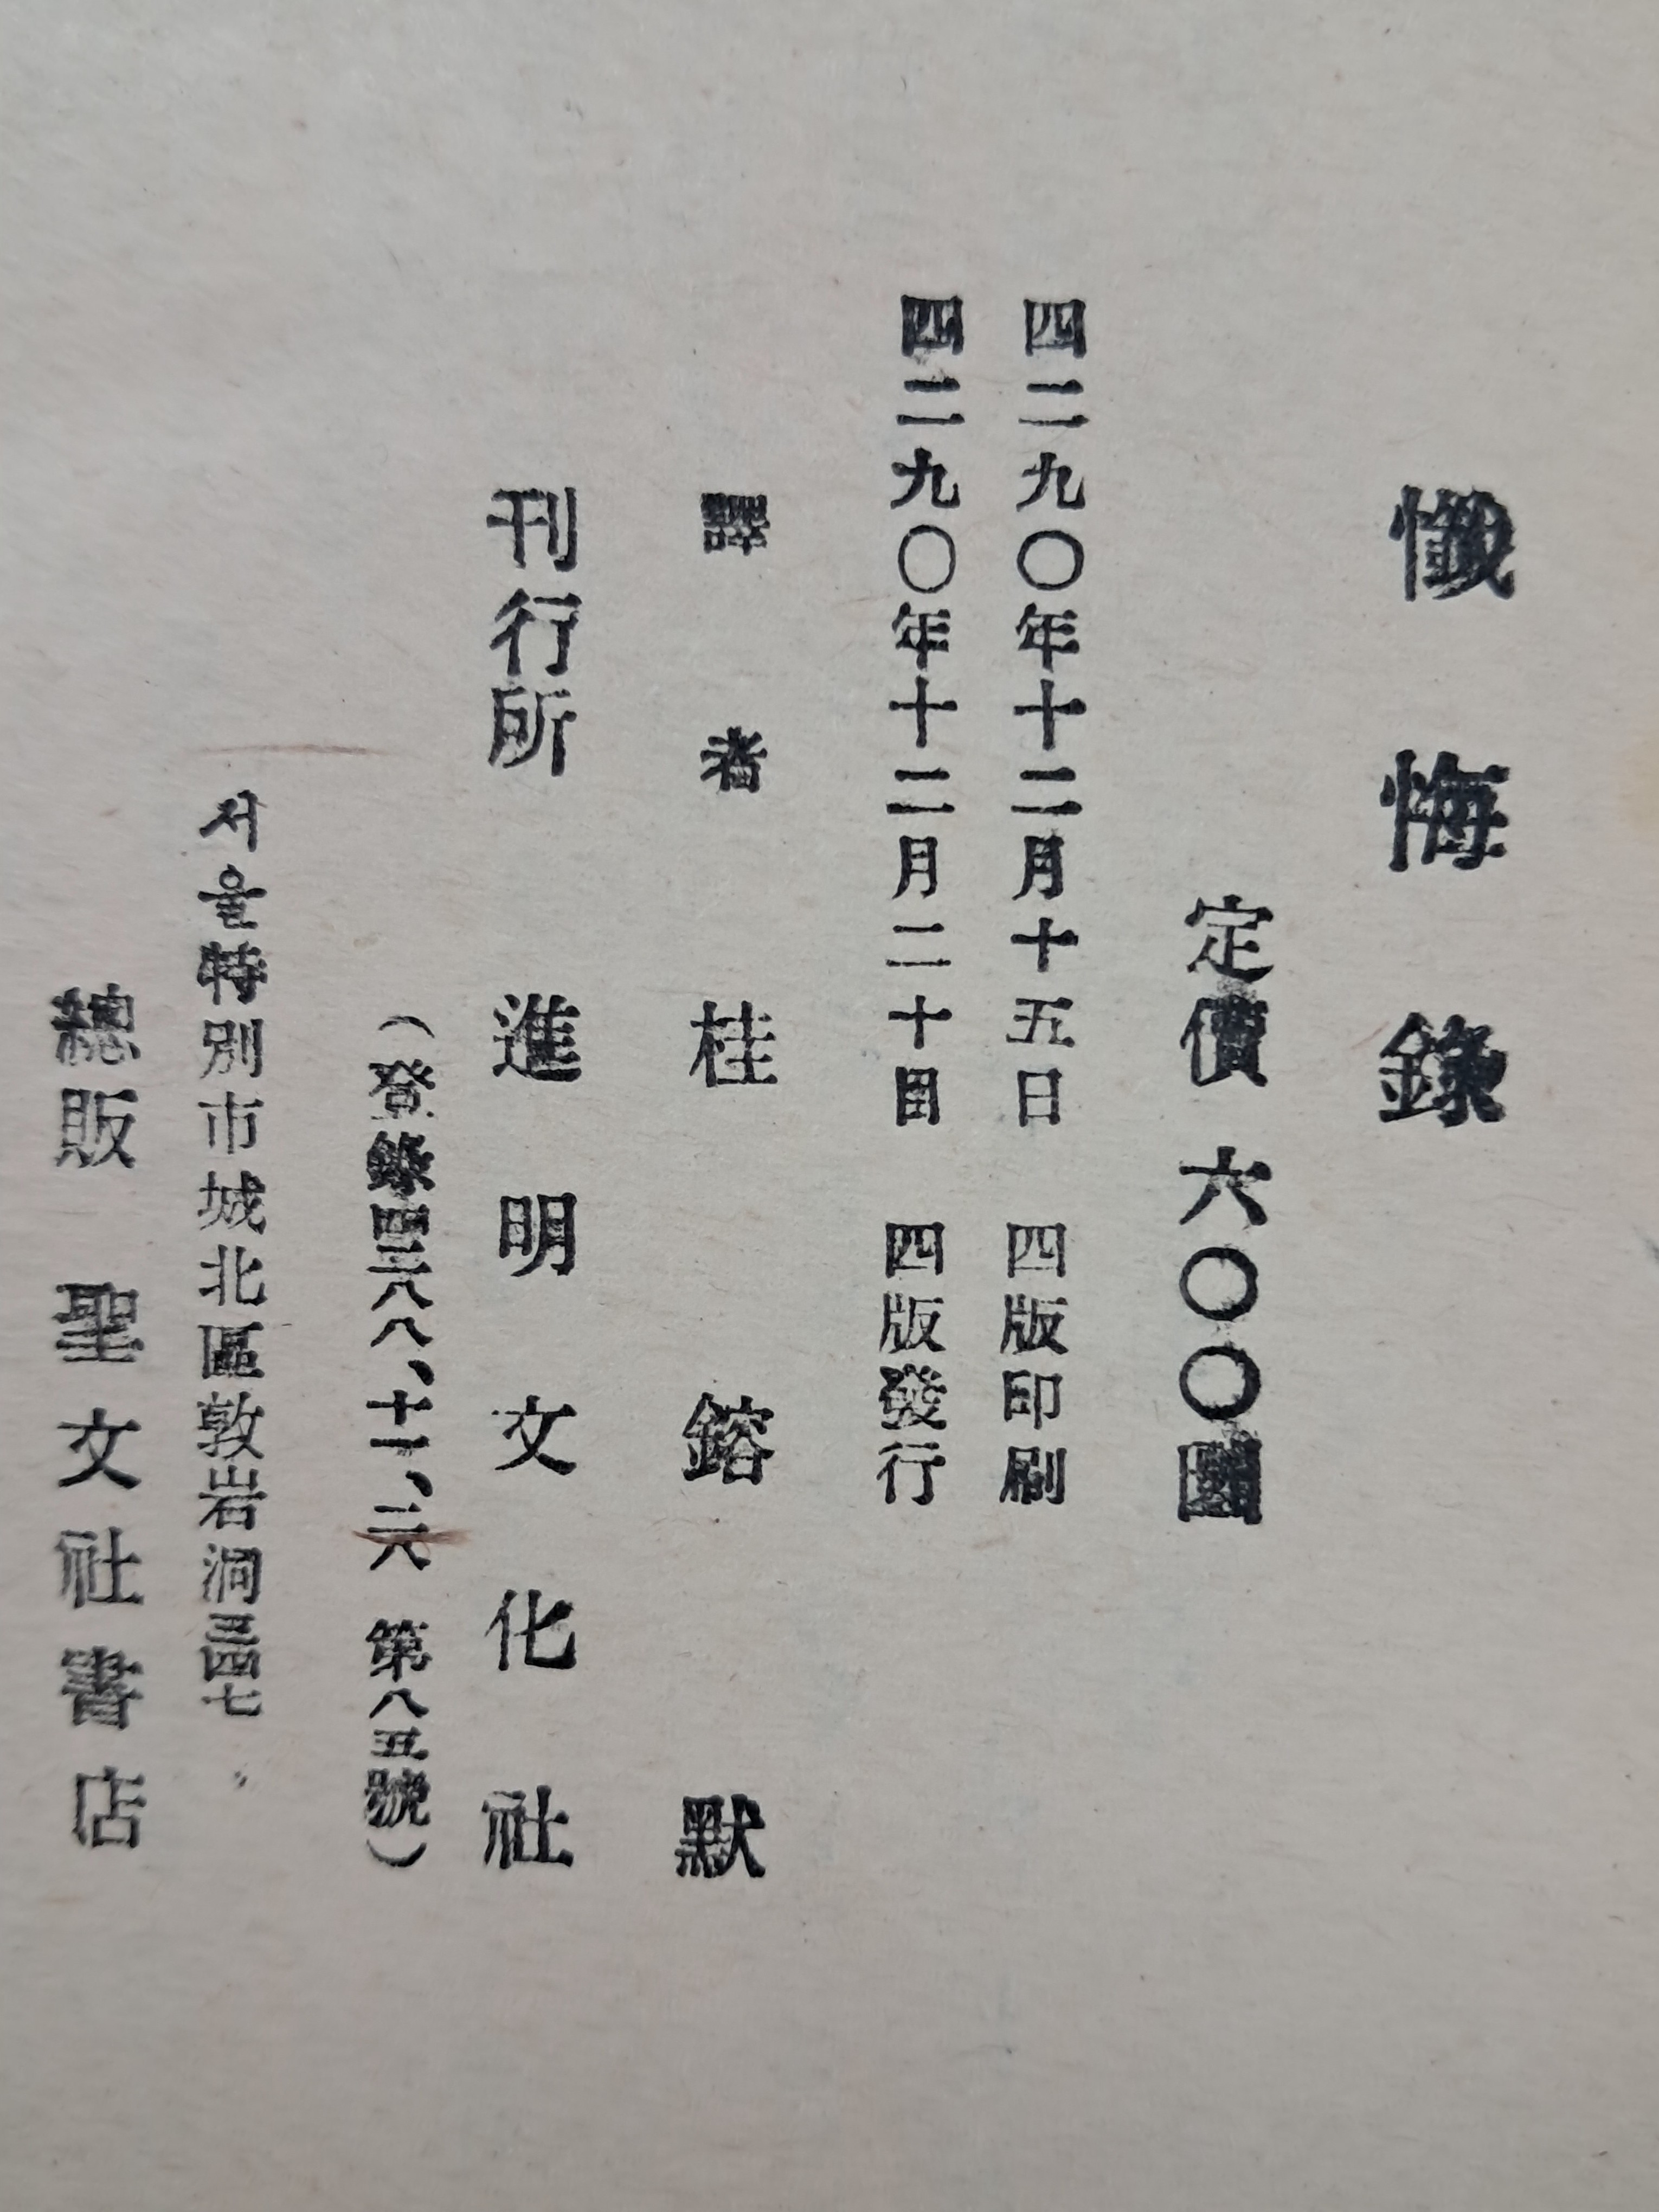 懺悔錄
定價 六〇〇圜
四二九〇年十二月十五日 四版印刷
四二九〇年十二月二十日 四版發行
譯者 桂鎔默
刊行所 進明文化社
(登錄四二八八、十一、二六 第八五號)
서울特別市城北區敦岩洞三四七
總販 聖文社書店